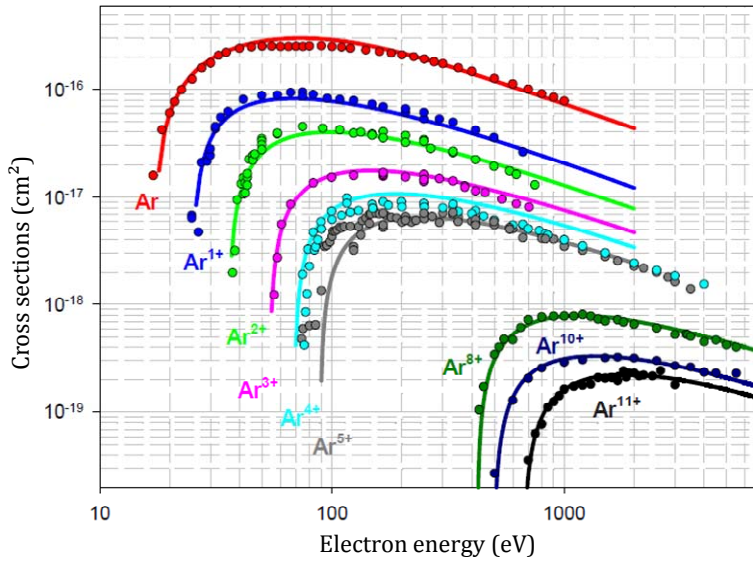 Cross sections (cm²)
10⁻¹⁶
10⁻¹⁷
10⁻¹⁸
10⁻¹⁹
Ar
Ar¹⁺
Ar²⁺
Ar³⁺
Ar⁴⁺
Ar⁵⁺
Ar⁸⁺
Ar¹⁰⁺
Ar¹¹⁺
10
100
1000
Electron energy (eV)